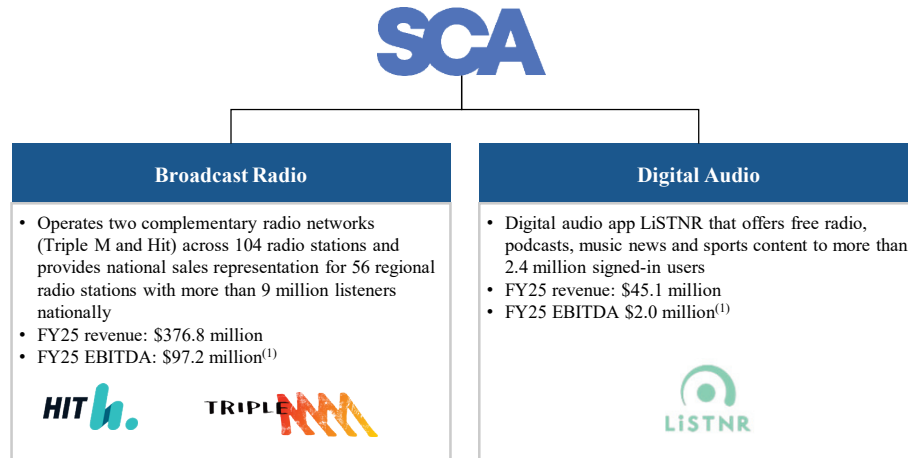 SCA
Broadcast Radio
• Operates two complementary radio networks
(Triple M and Hit) across 104 radio stations and
provides national sales representation for 56 regional
radio stations with more than 9 million listeners
nationally
• FY25 revenue: $376.8 million
• FY25 EBITDA: $97.2 million(1)
HIT h.
TRIPLE MMM
Digital Audio
• Digital audio app LiSTNR that offers free radio,
podcasts, music news and sports content to more than
2.4 million signed-in users
• FY25 revenue: $45.1 million
• FY25 EBITDA $2.0 million(1)
LiSTNR